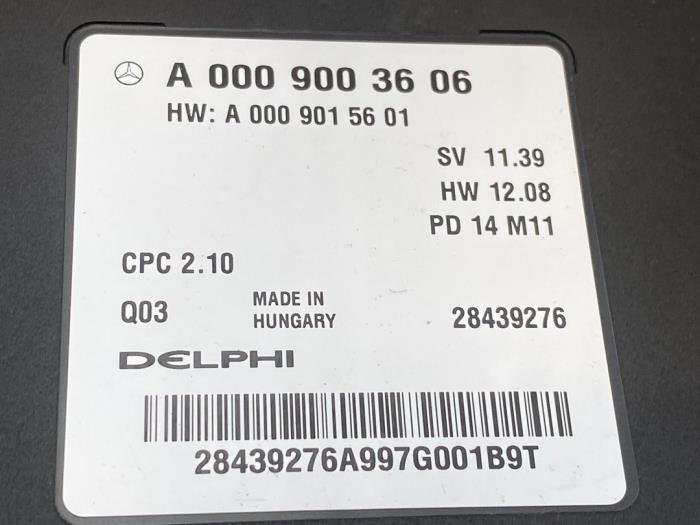 A 000 900 36 06
HW: A 000 901 56 01
SV 11.39
HW 12.08
PD 14 M11
CPC 2.10
Q03
MADE IN
HUNGARY
28439276
DELPHI
28439276A997G001B9T